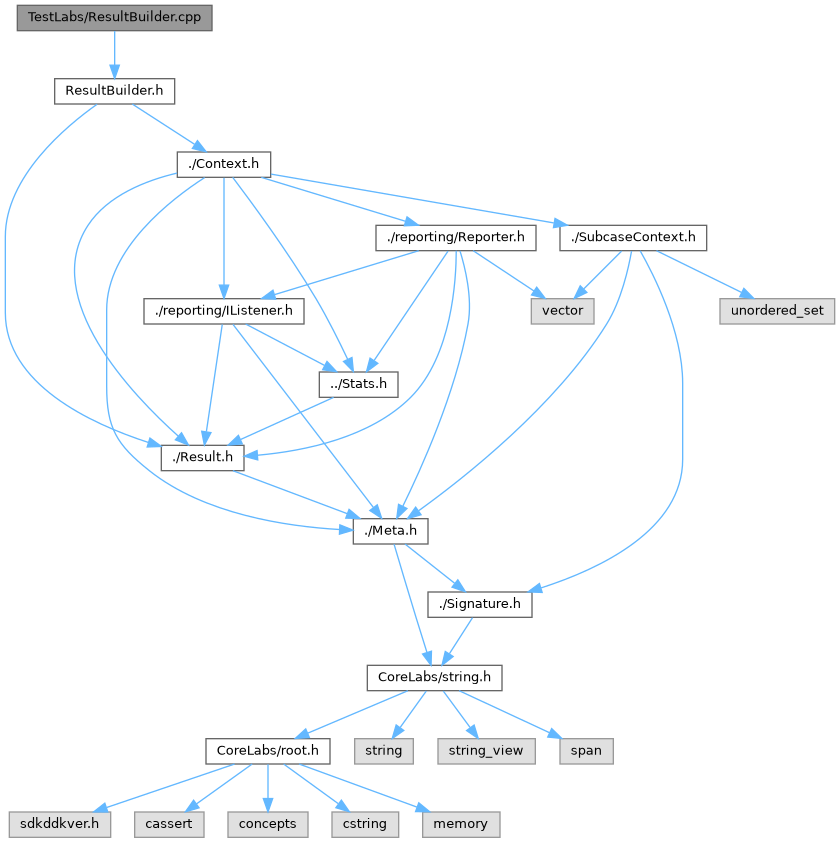 TestLabs/ResultBuilder.cpp
ResultBuilder.h
./Context.h
./reporting/Reporter.h
./SubcaseContext.h
./reporting/IListener.h
vector
unordered_set
../Stats.h
./Result.h
./Meta.h
./Signature.h
CoreLabs/string.h
CoreLabs/root.h
string
string_view
span
sdkddkver.h
cassert
concepts
cstring
memory